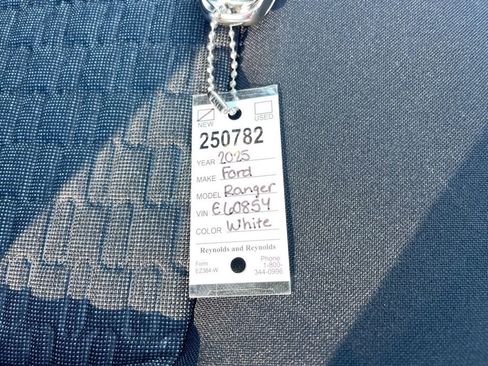 NEW USED
250782
YEAR 2025
MAKE Ford
MODEL Ranger
VIN E60854
COLOR White
Reynolds and Reynolds
Form Phone
EZ384-W 1-800-
344-0996